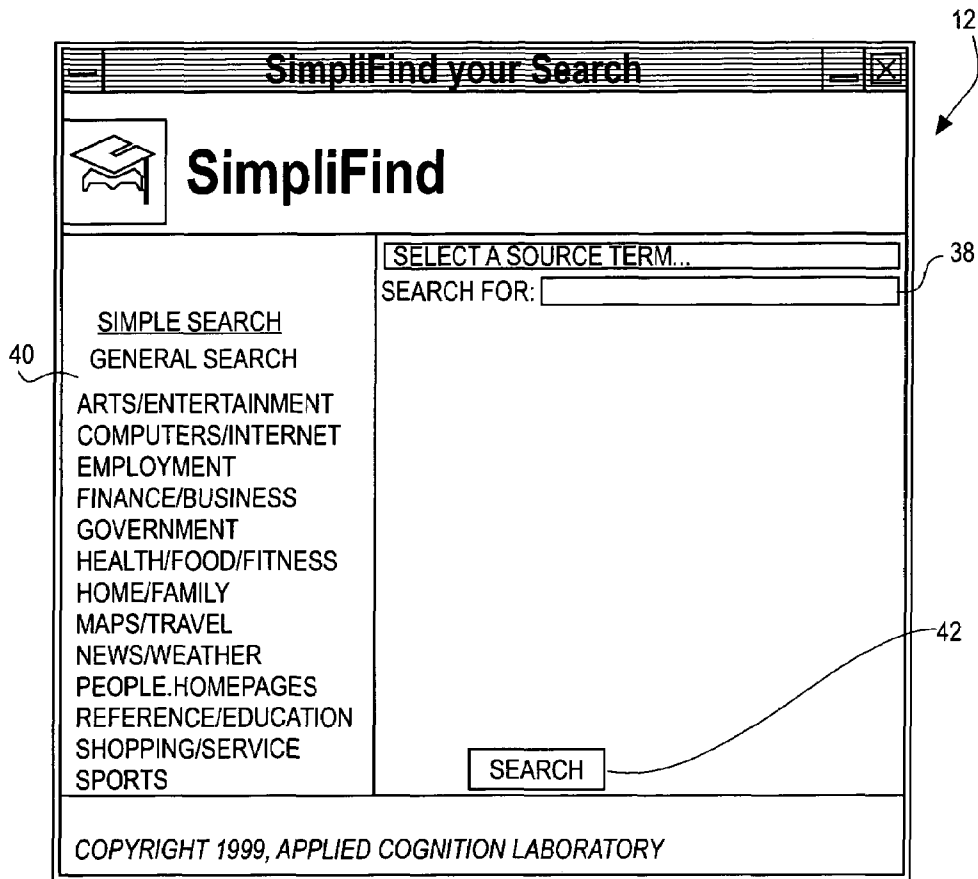 12
SimpliFind your Search
SimpliFind
SELECT A SOURCE TERM...
38
SEARCH FOR:
SIMPLE SEARCH
40
GENERAL SEARCH
ARTS/ENTERTAINMENT
COMPUTERS/INTERNET
EMPLOYMENT
FINANCE/BUSINESS
GOVERNMENT
HEALTH/FOOD/FITNESS
HOME/FAMILY
MAPS/TRAVEL
NEWS/WEATHER
42
PEOPLE.HOMEPAGES
REFERENCE/EDUCATION
SHOPPING/SERVICE
SPORTS
SEARCH
COPYRIGHT 1999, APPLIED COGNITION LABORATORY